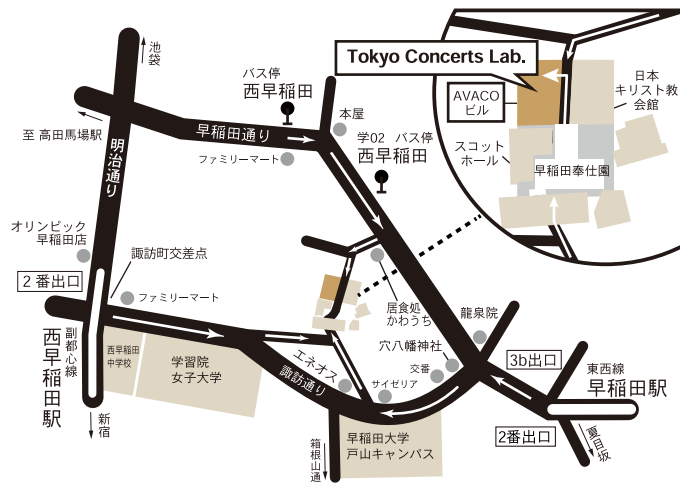 池袋
バス停
西早稲田
本屋
至 高田馬場駅
早稲田通り
ファミリーマート
学02 バス停
西早稲田
明治通り
オリンピック
早稲田店
諏訪町交差点
2番出口
ファミリーマート
副都心線
西早稲田駅
西早稲田
中学校
学習院
女子大学
新宿
エネオス
諏訪通り
サイゼリア
交番
穴八幡神社
居食処
かわうち
龍泉院
3b出口
東西線
早稲田駅
2番出口
夏目坂
箱根山通
早稲田大学
戸山キャンパス
Tokyo Concerts Lab.
AVACO
ビル
日本
キリスト教
会館
スコット
ホール
早稲田奉仕園